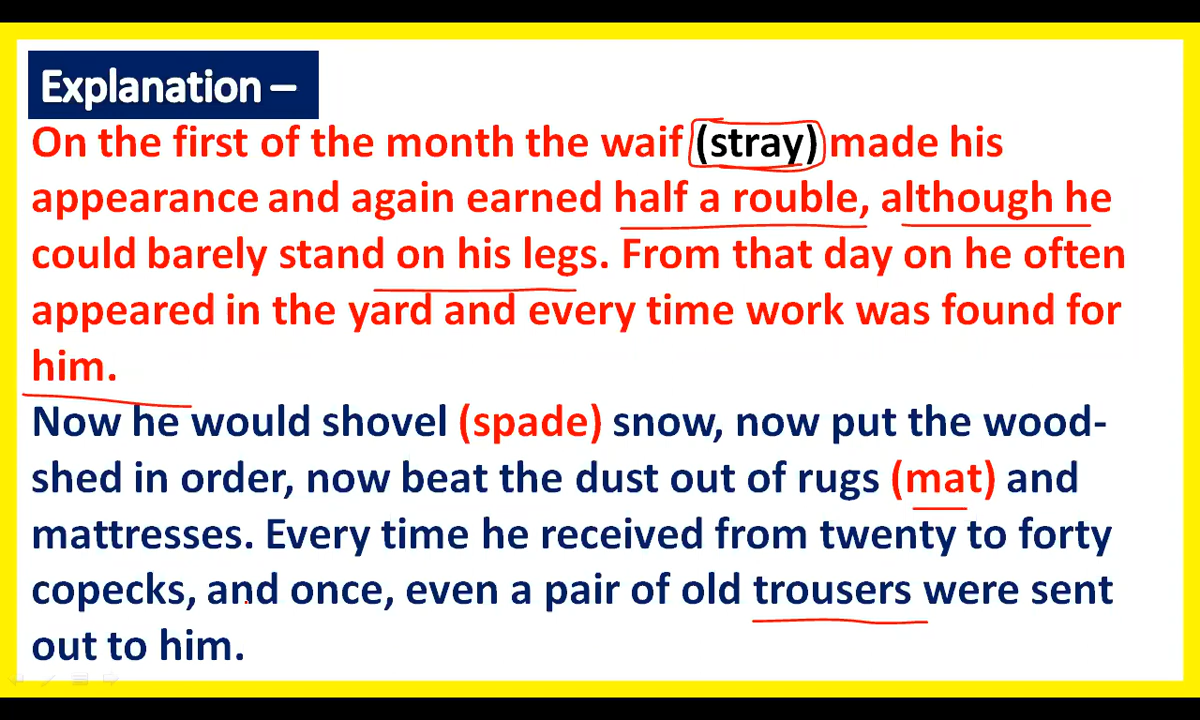 Explanation –
On the first of the month the waif (stray) made his
appearance and again earned half a rouble, although he
could barely stand on his legs. From that day on he often
appeared in the yard and every time work was found for
him.
Now he would shovel (spade) snow, now put the wood-
shed in order, now beat the dust out of rugs (mat) and
mattresses. Every time he received from twenty to forty
copecks, and once, even a pair of old trousers were sent
out to him.